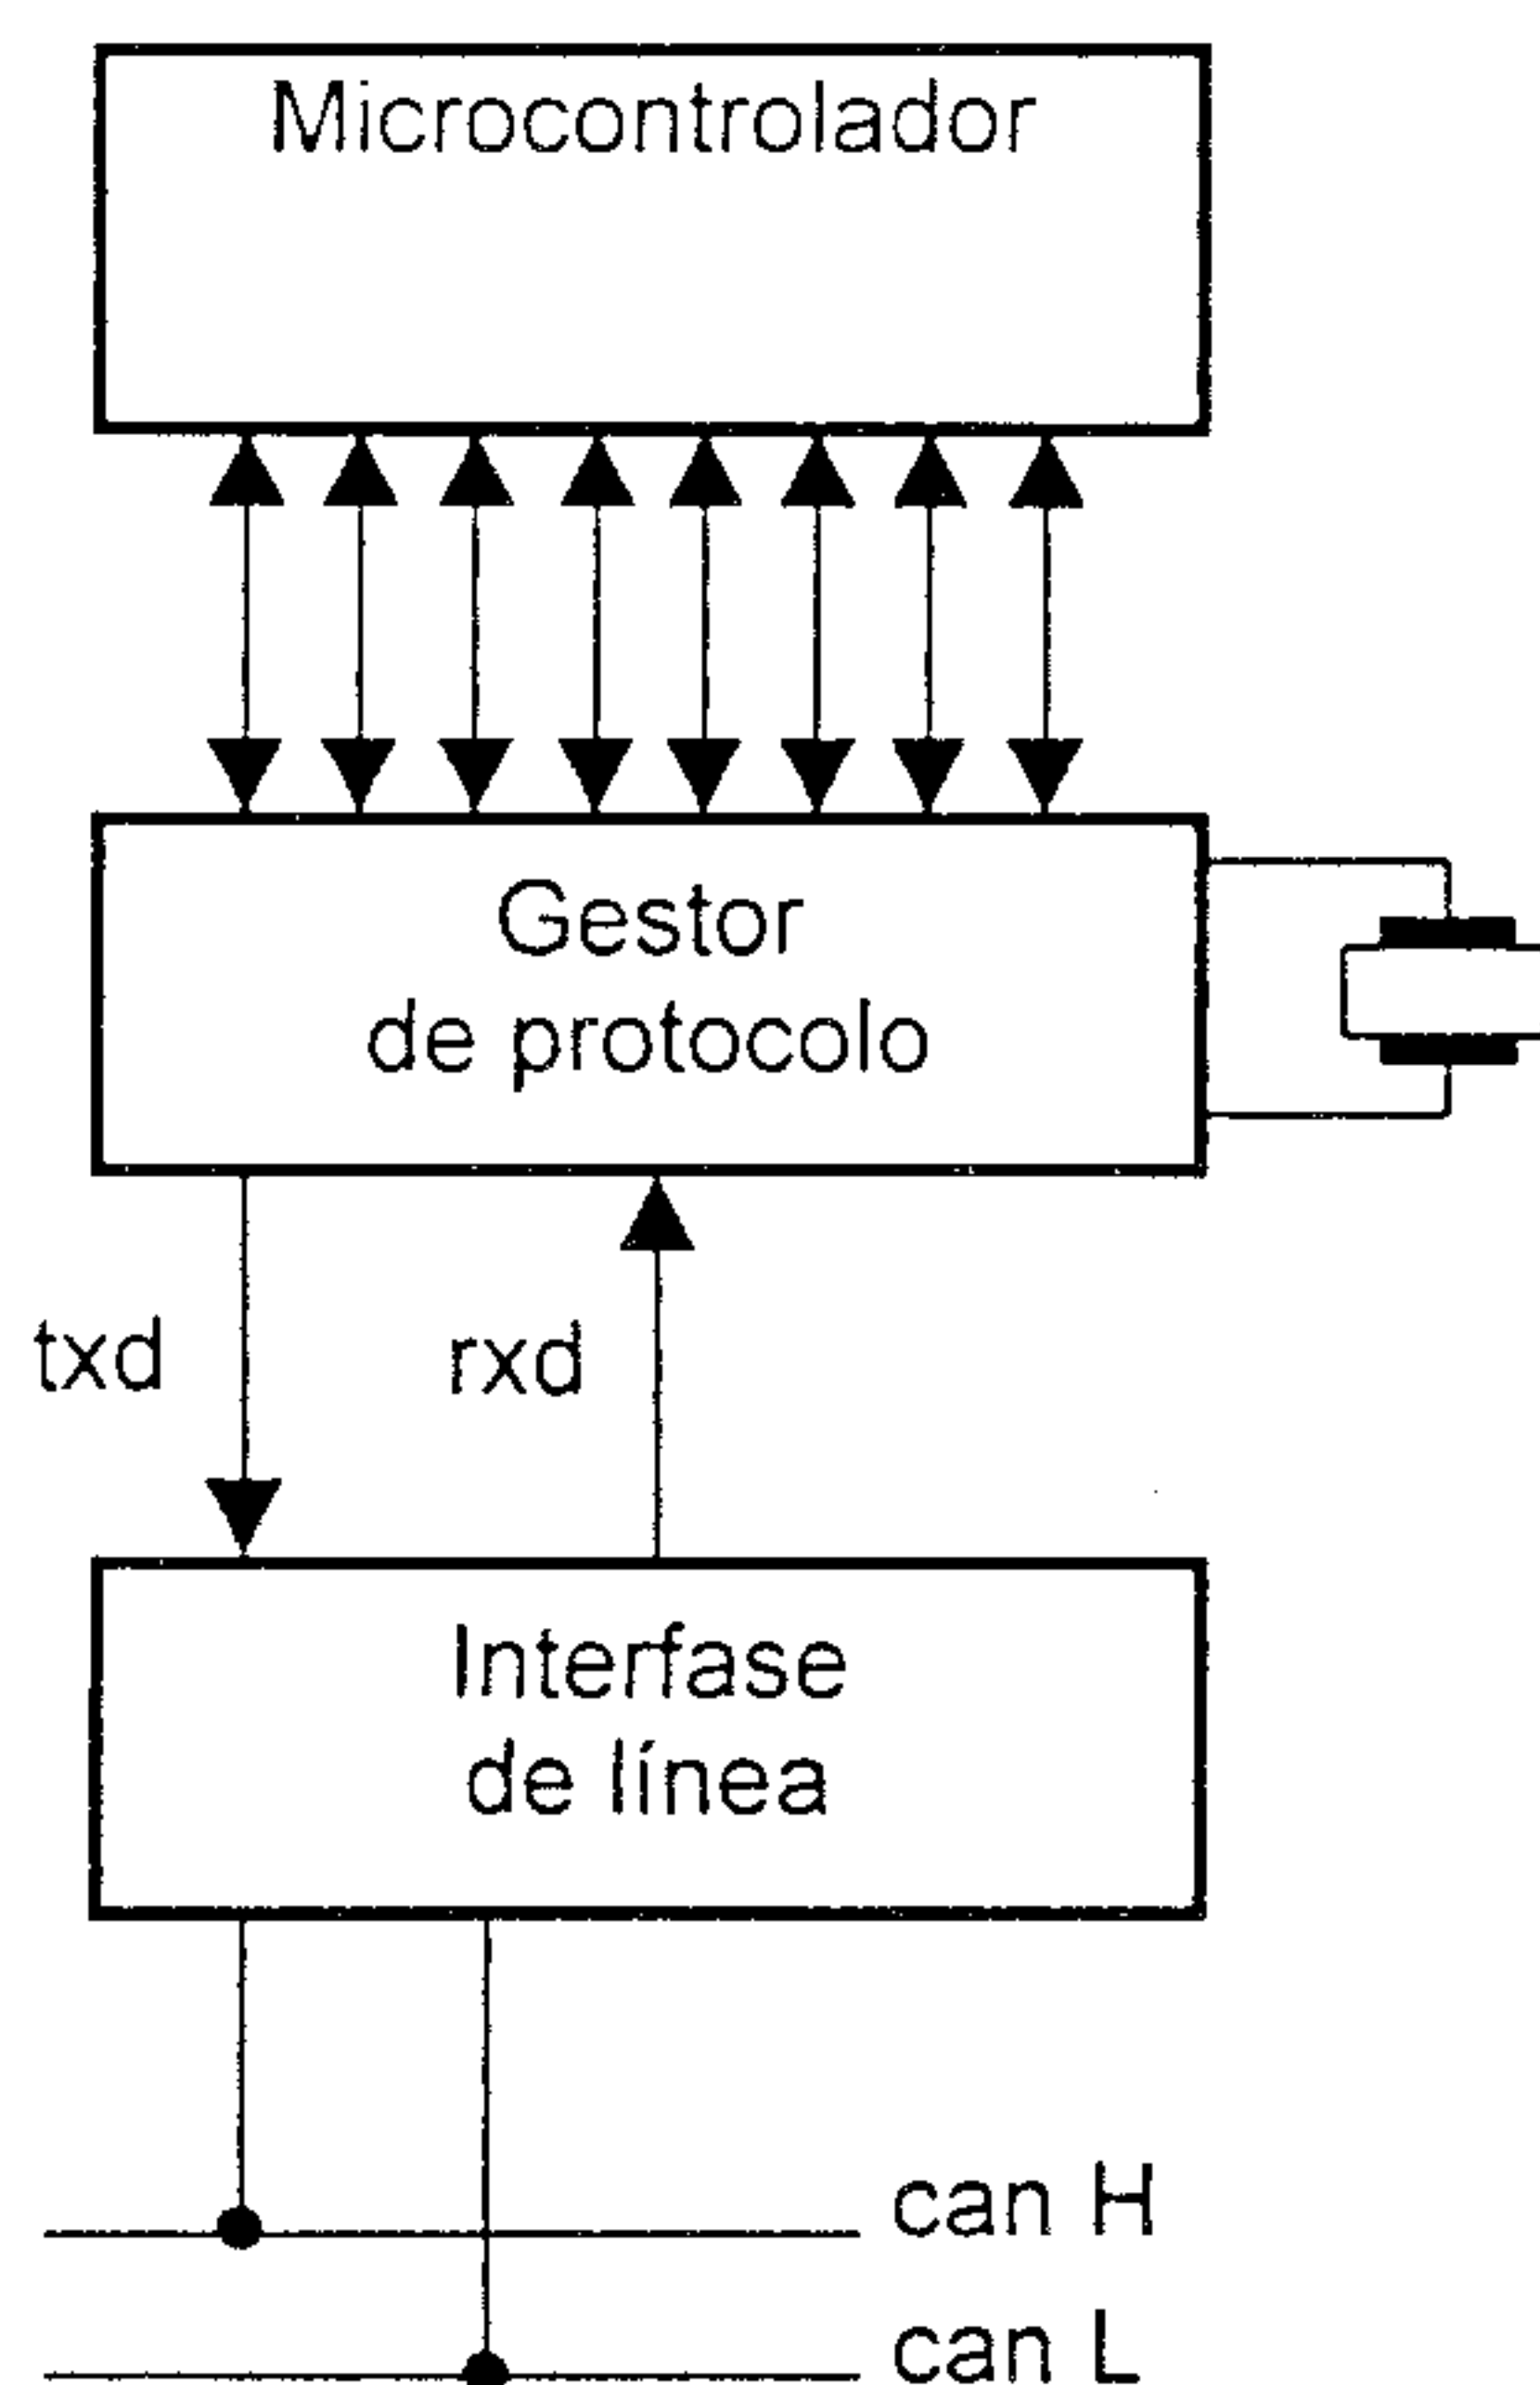 Microcontrolador
Gestor
de protocolo
txd
rxd
Interfase
de línea
can H
can L